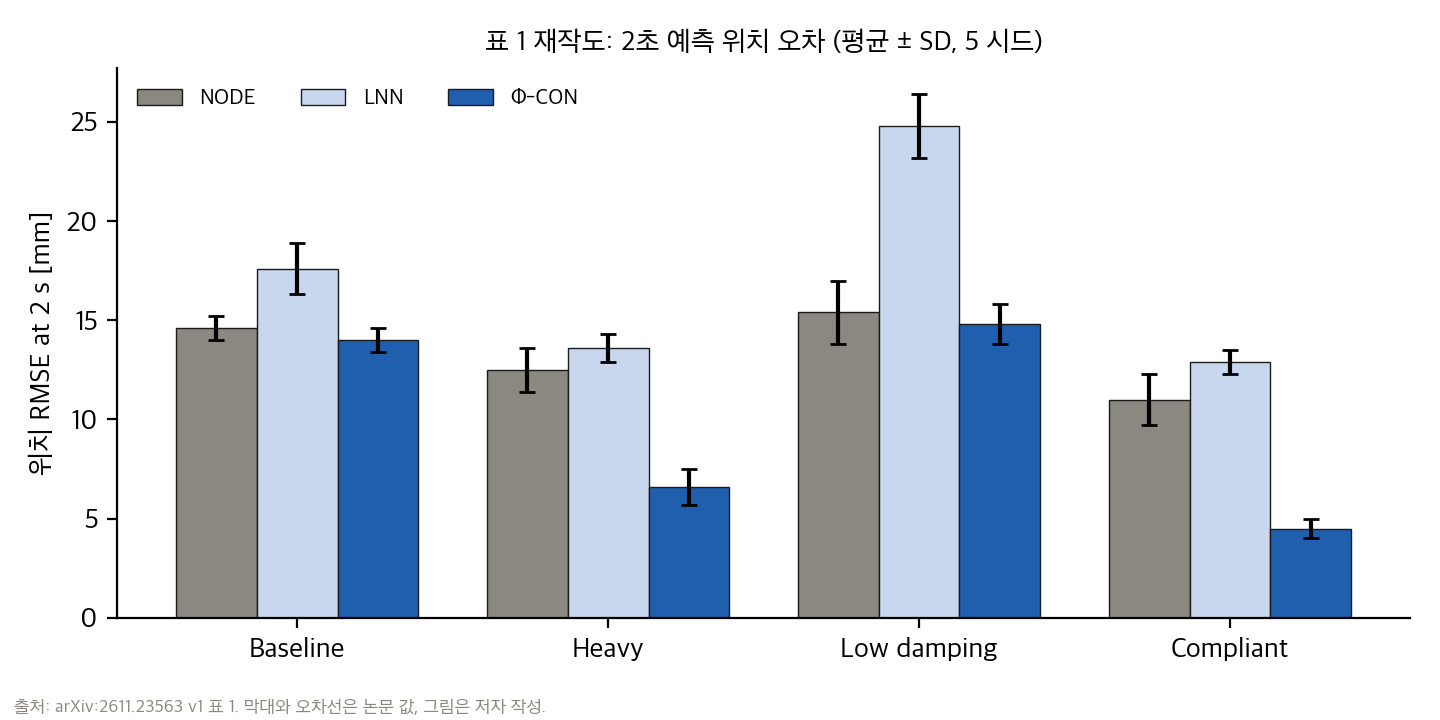 표 1 재작도: 2초 예측 위치 오차 (평균 ± SD, 5 시드)
NODE LNN Φ-CON
위치 RMSE at 2 s [mm]
25
20
15
10
5
0
Baseline Heavy Low damping Compliant
출처: arXiv:2611.23563 v1 표 1. 막대와 오차선은 논문 값, 그림은 저자 작성.